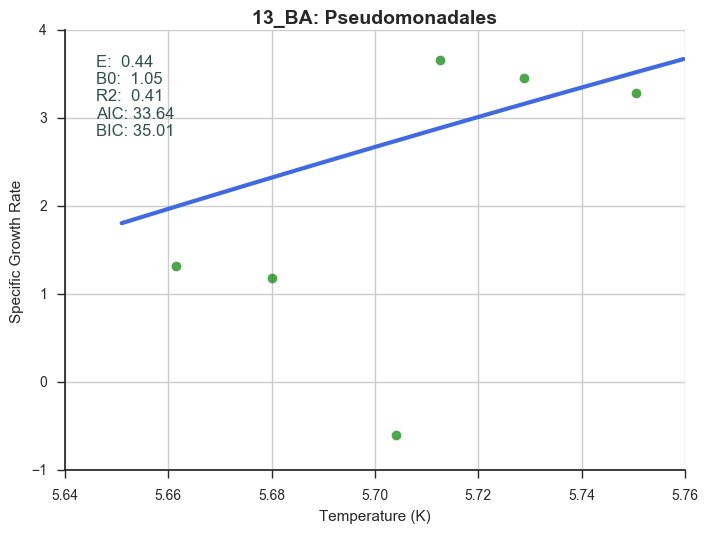 13_BA: Pseudomonadales
E:  0.44
B0:  1.05
R2:  0.41
AIC: 33.64
BIC: 35.01
Specific Growth Rate
4
3
2
1
0
−1
5.64 5.66 5.68 5.70 5.72 5.74 5.76
Temperature (K)